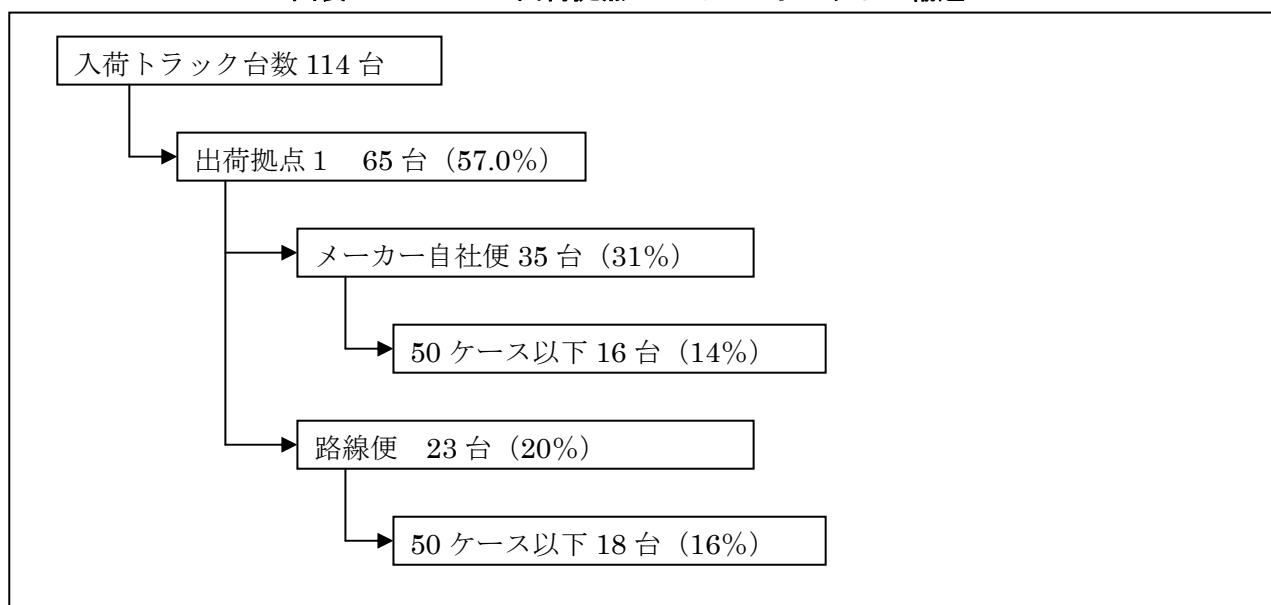 入荷トラック台数 114 台
出荷拠点１　65 台（57.0％）
メーカー自社便 35 台（31％）
50 ケース以下 16 台（14％）
路線便　23 台（20％）
50 ケース以下 18 台（16％）